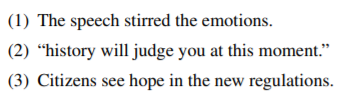 (1) The speech stirred the emotions.
(2) “history will judge you at this moment.”
(3) Citizens see hope in the new regulations.